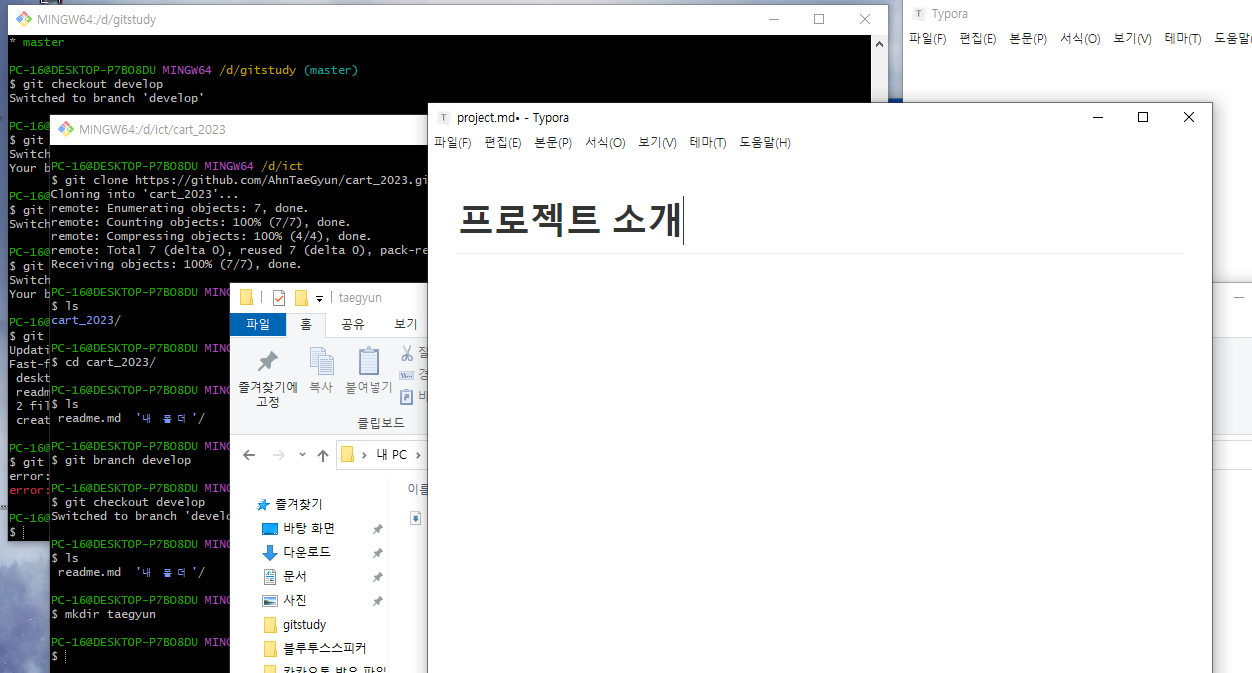 MINGW64:/d/gitstudy
* master
PC-16@DESKTOP-P7BO8DU MINGW64 /d/gitstudy (master)
$ git checkout develop
Switched to branch 'develop'
PC-16@
$ git
Switch
Your b
PC-16@
$ git
Switch
PC-16@
$ git
Switch
Your b
PC-16@
$ git
Updati
Fast-f
deskt
readm
2 fil
creat
PC-16@
$ git
error:
error:
PC-16@
$
MINGW64:/d/ict/cart_2023
PC-16@DESKTOP-P7BO8DU MINGW64 /d/ict
$ git clone https://github.com/AhnTaeGyun/cart_2023.gi
Cloning into 'cart_2023'...
remote: Enumerating objects: 7, done.
remote: Counting objects: 100% (7/7), done.
remote: Compressing objects: 100% (4/4), done.
remote: Total 7 (delta 0), reused 7 (delta 0), pack-re
Receiving objects: 100% (7/7), done.
PC-16@DESKTOP-P7BO8DU MING
$ ls
cart_2023/
PC-16@DESKTOP-P7BO8DU MING
$ cd cart_2023/
PC-16@DESKTOP-P7BO8DU MING
$ ls
readme.md '내 폴더'/
PC-16@DESKTOP-P7BO8DU MING
$ git branch develop
PC-16@DESKTOP-P7BO8DU MING
$ git checkout develop
Switched to branch 'develo
PC-16@DESKTOP-P7BO8DU MING
$ ls
readme.md '내 폴더'/
PC-16@DESKTOP-P7BO8DU MING
$ mkdir taegyun
PC-16@DESKTOP-P7BO8DU MING
$
taegyun
파일 홈 공유 보기
즐겨찾기에 고정
복사
붙여넣기
클립보드
내 PC
즐겨찾기
바탕 화면
다운로드
문서
사진
gitstudy
블루투스스피커
카카오톡 받은 파일
Typora
파일(F) 편집(E) 본문(P) 서식(O) 보기(V) 테마(T) 도움말(
project.md• - Typora
파일(F) 편집(E) 본문(P) 서식(O) 보기(V) 테마(T) 도움말(H)
프로젝트 소개